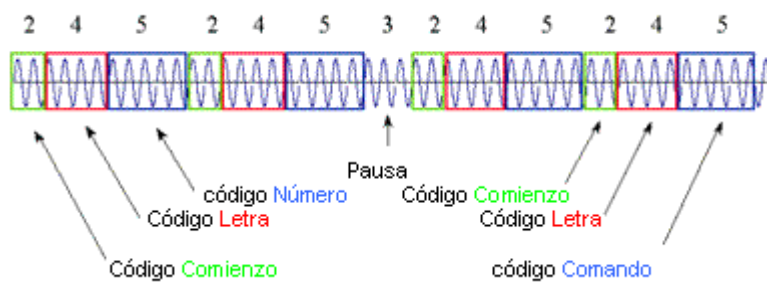 2 4 5 2 4 5 3 2 4 5 2 4 5
Pausa
código Número Código Comienzo
Código Letra Código Letra
Código Comienzo código Comando